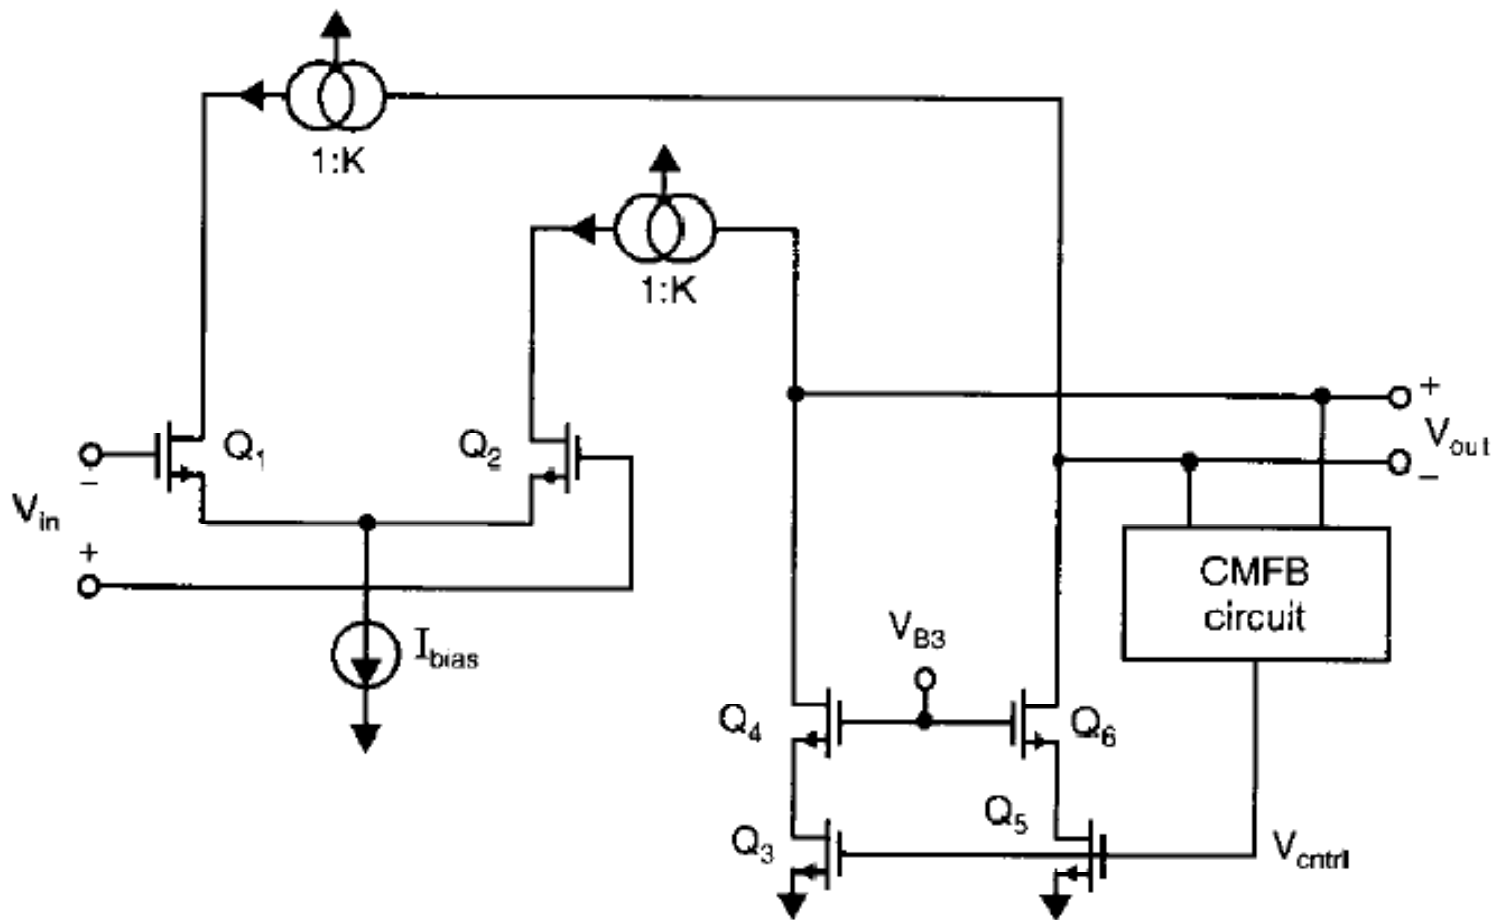 1:K
1:K
Q1
Q2
−
Vin
+
Ibias
+
Vout
−
CMFB
circuit
VB3
Q4
Q6
Q3
Q5
Vcntrl